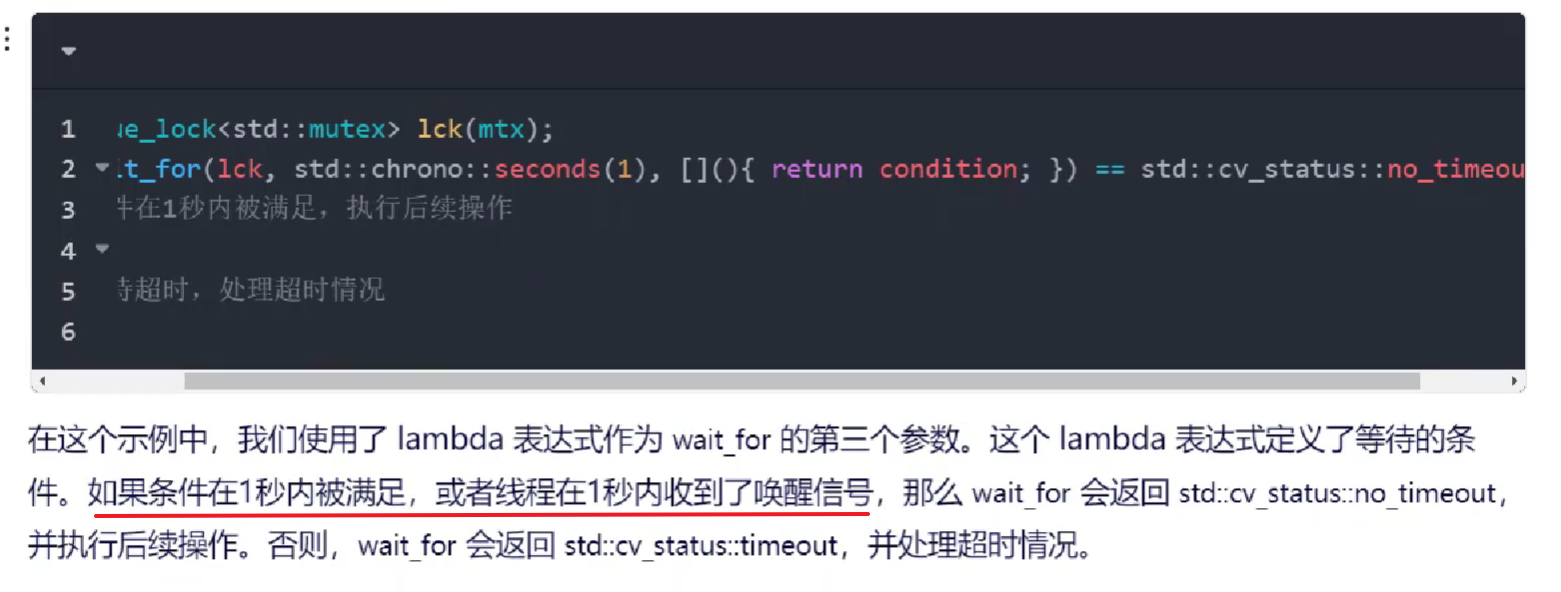 1 ue_lock<std::mutex> lck(mtx);
2 .t_for(lck, std::chrono::seconds(1), [](){ return condition; }) == std::cv_status::no_timeou
3 件在1秒内被满足，执行后续操作
4
5 待超时，处理超时情况
6
在这个示例中，我们使用了 lambda 表达式作为 wait_for 的第三个参数。这个 lambda 表达式定义了等待的条
件。如果条件在1秒内被满足，或者线程在1秒内收到了唤醒信号，那么 wait_for 会返回 std::cv_status::no_timeout，
并执行后续操作。否则，wait_for 会返回 std::cv_status::timeout，并处理超时情况。